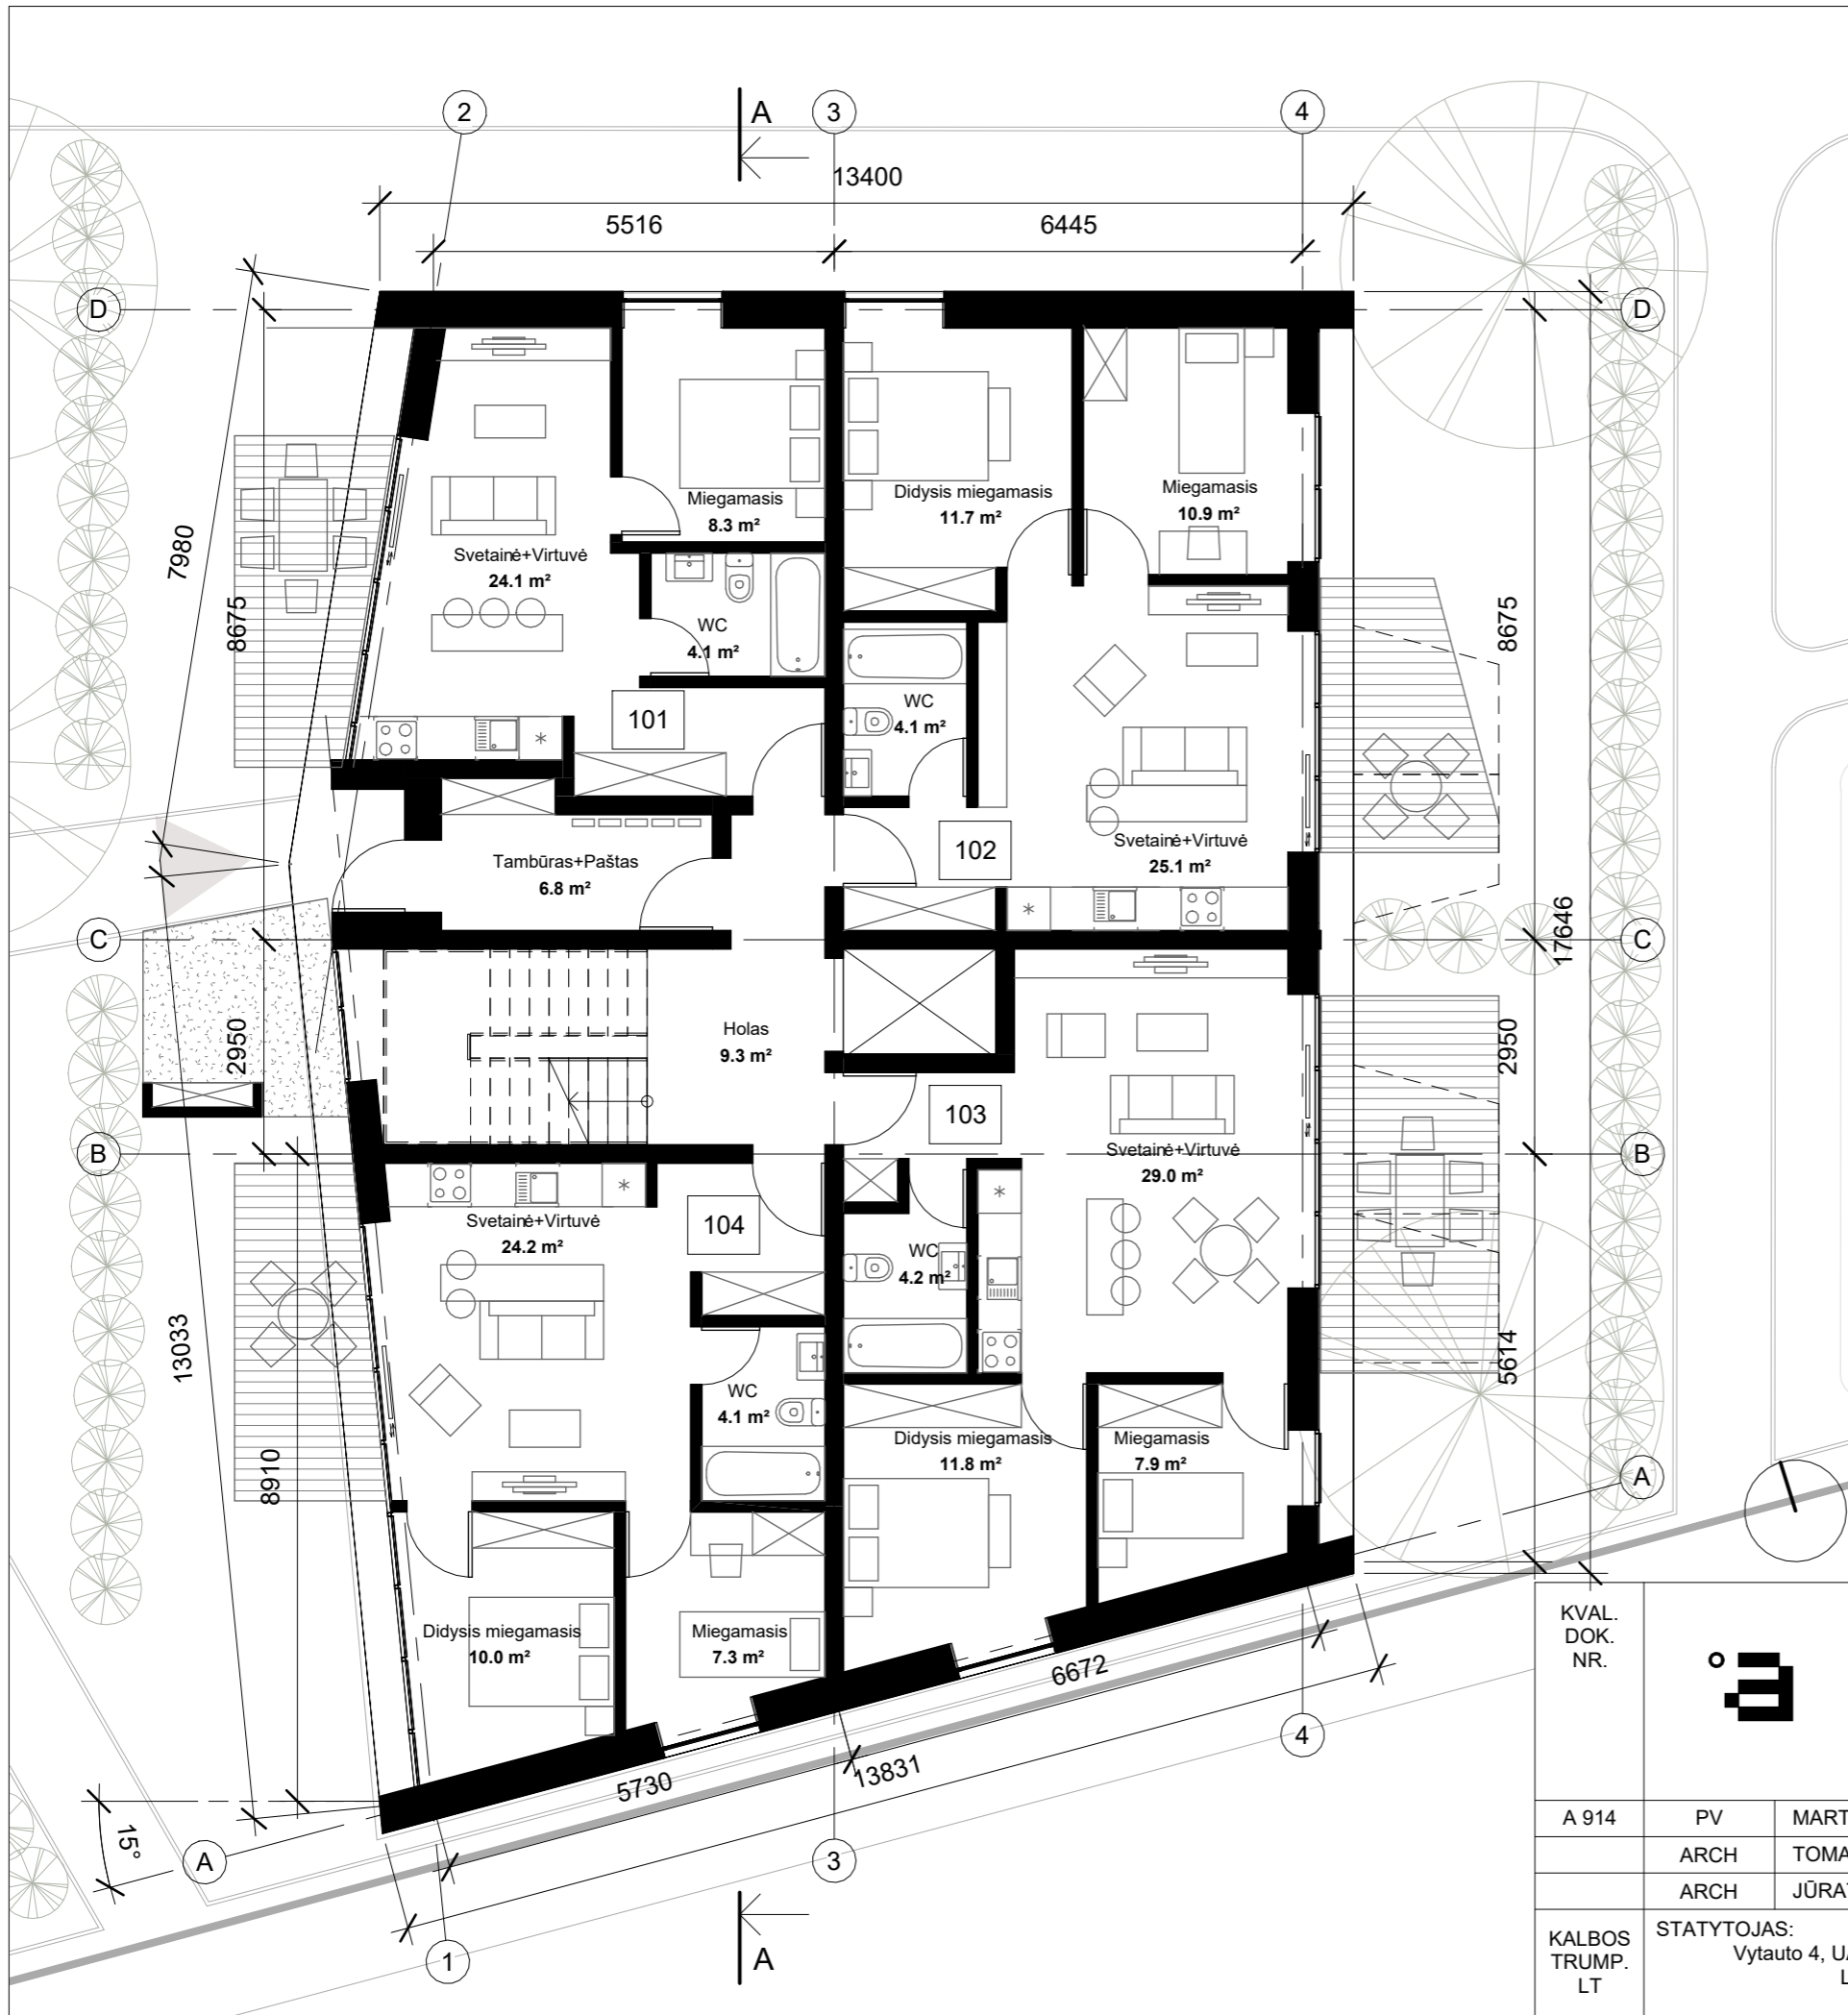 2
A
3
4
13400
5516
6445
D
D
7980
8675
8675
Miegamasis
8.3 m²
Didysis miegamasis
11.7 m²
Miegamasis
10.9 m²
Svetainė+Virtuvė
24.1 m²
WC
4.1 m²
101
WC
4.1 m²
Svetainė+Virtuvė
25.1 m²
102
Tambūras+Paštas
6.8 m²
C
C
17646
2950
2950
Holas
9.3 m²
103
B
B
Svetainė+Virtuvė
29.0 m²
Svetainė+Virtuvė
24.2 m²
104
WC
4.2 m²
13033
5614
WC
4.1 m²
8910
Didysis miegamasis
11.8 m²
Miegamasis
7.9 m²
A
Didysis miegamasis
10.0 m²
Miegamasis
7.3 m²
6672
5730
13831
4
15°
A
3
1
A
KVAL.
DOK.
NR.
A 914 PV MART
ARCH TOMA
ARCH JŪRAT
KALBOS
TRUMP.
LT
STATYTOJAS:
Vytauto 4, UA
L